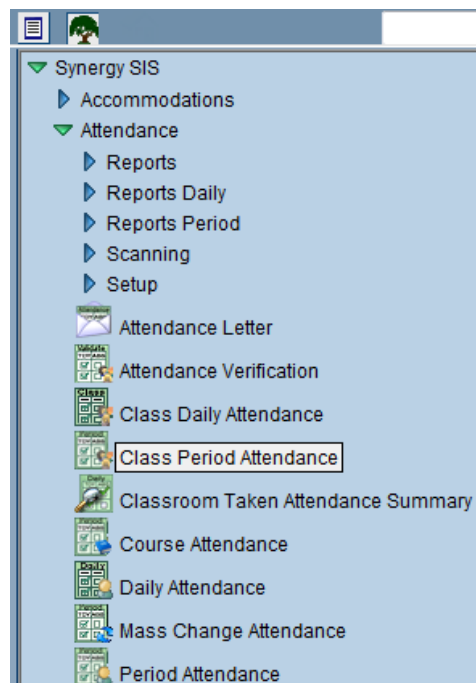 Synergy SIS
Accommodations
Attendance
Reports
Reports Daily
Reports Period
Scanning
Setup
Attendance Letter
Attendance Verification
Class Daily Attendance
Class Period Attendance
Classroom Taken Attendance Summary
Course Attendance
Daily Attendance
Mass Change Attendance
Period Attendance